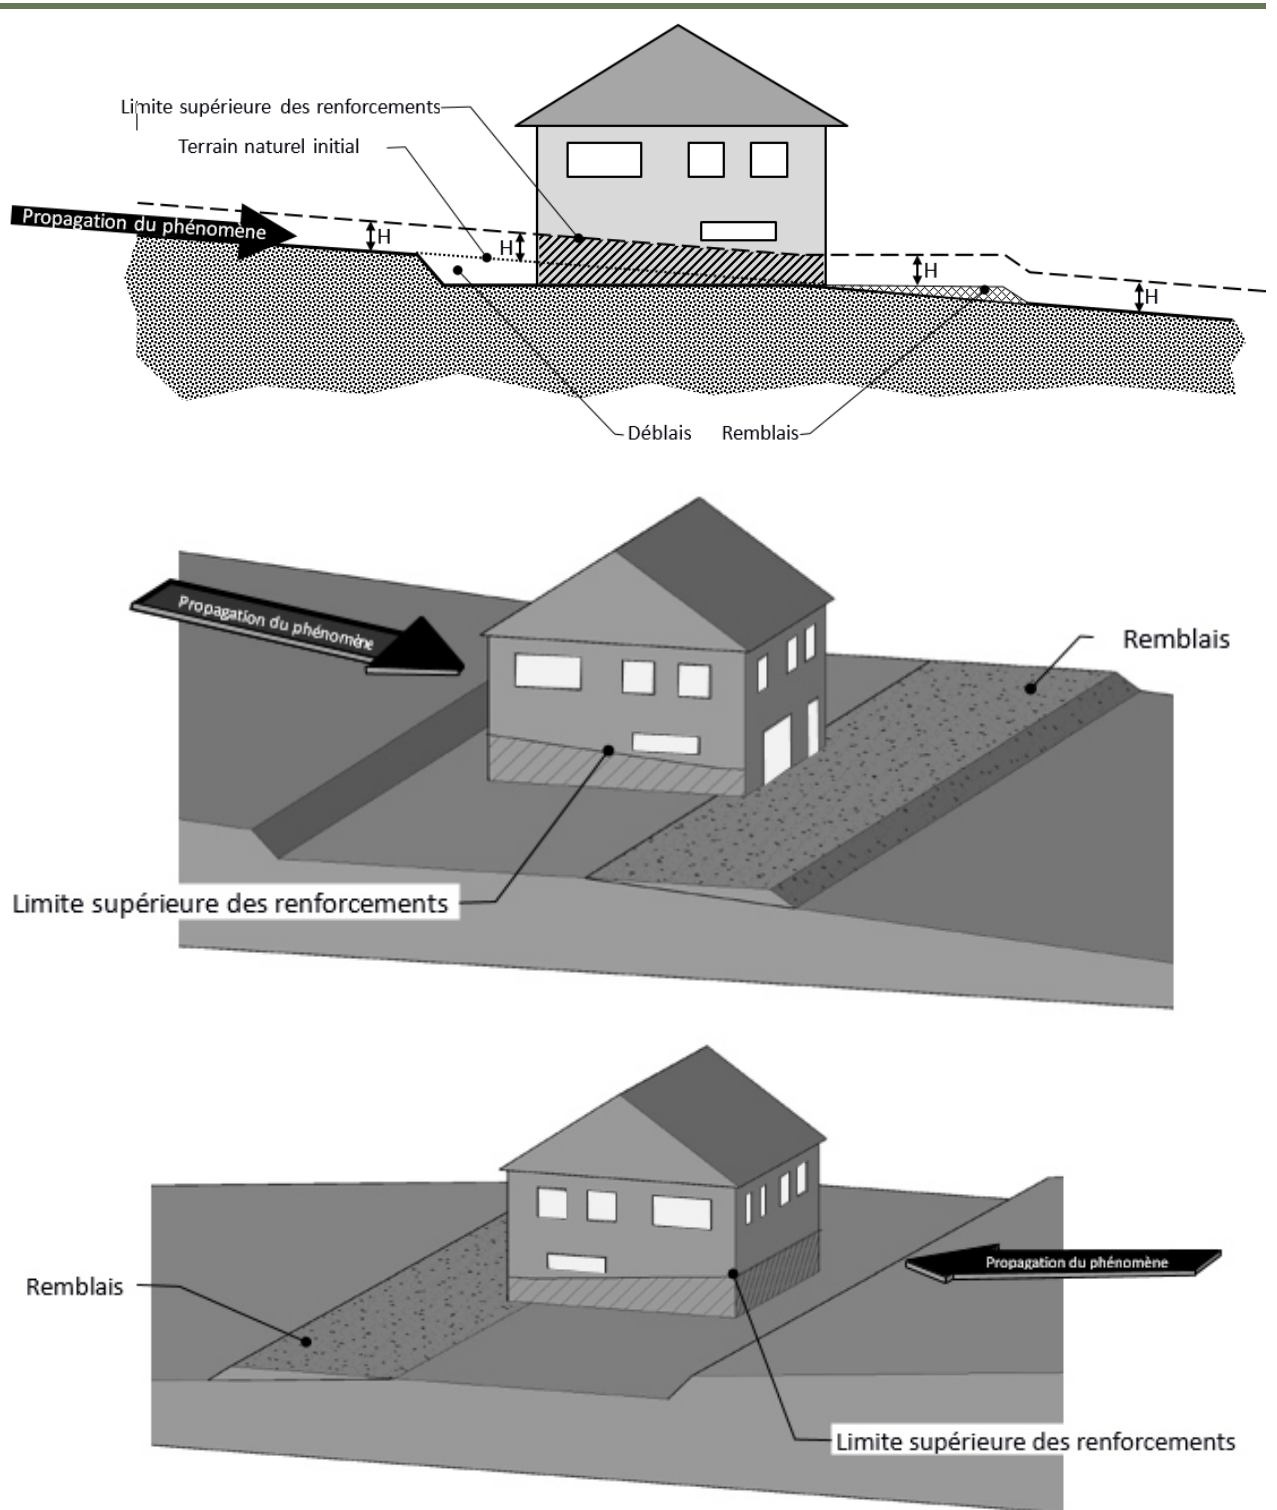 Limite supérieure des renforcements
Terrain naturel initial
Propagation du phénomène
H
H
H
H
Déblais
Remblais
Propagation du phénomène
Remblais
Limite supérieure des renforcements
Remblais
Propagation du phénomène
Limite supérieure des renforcements